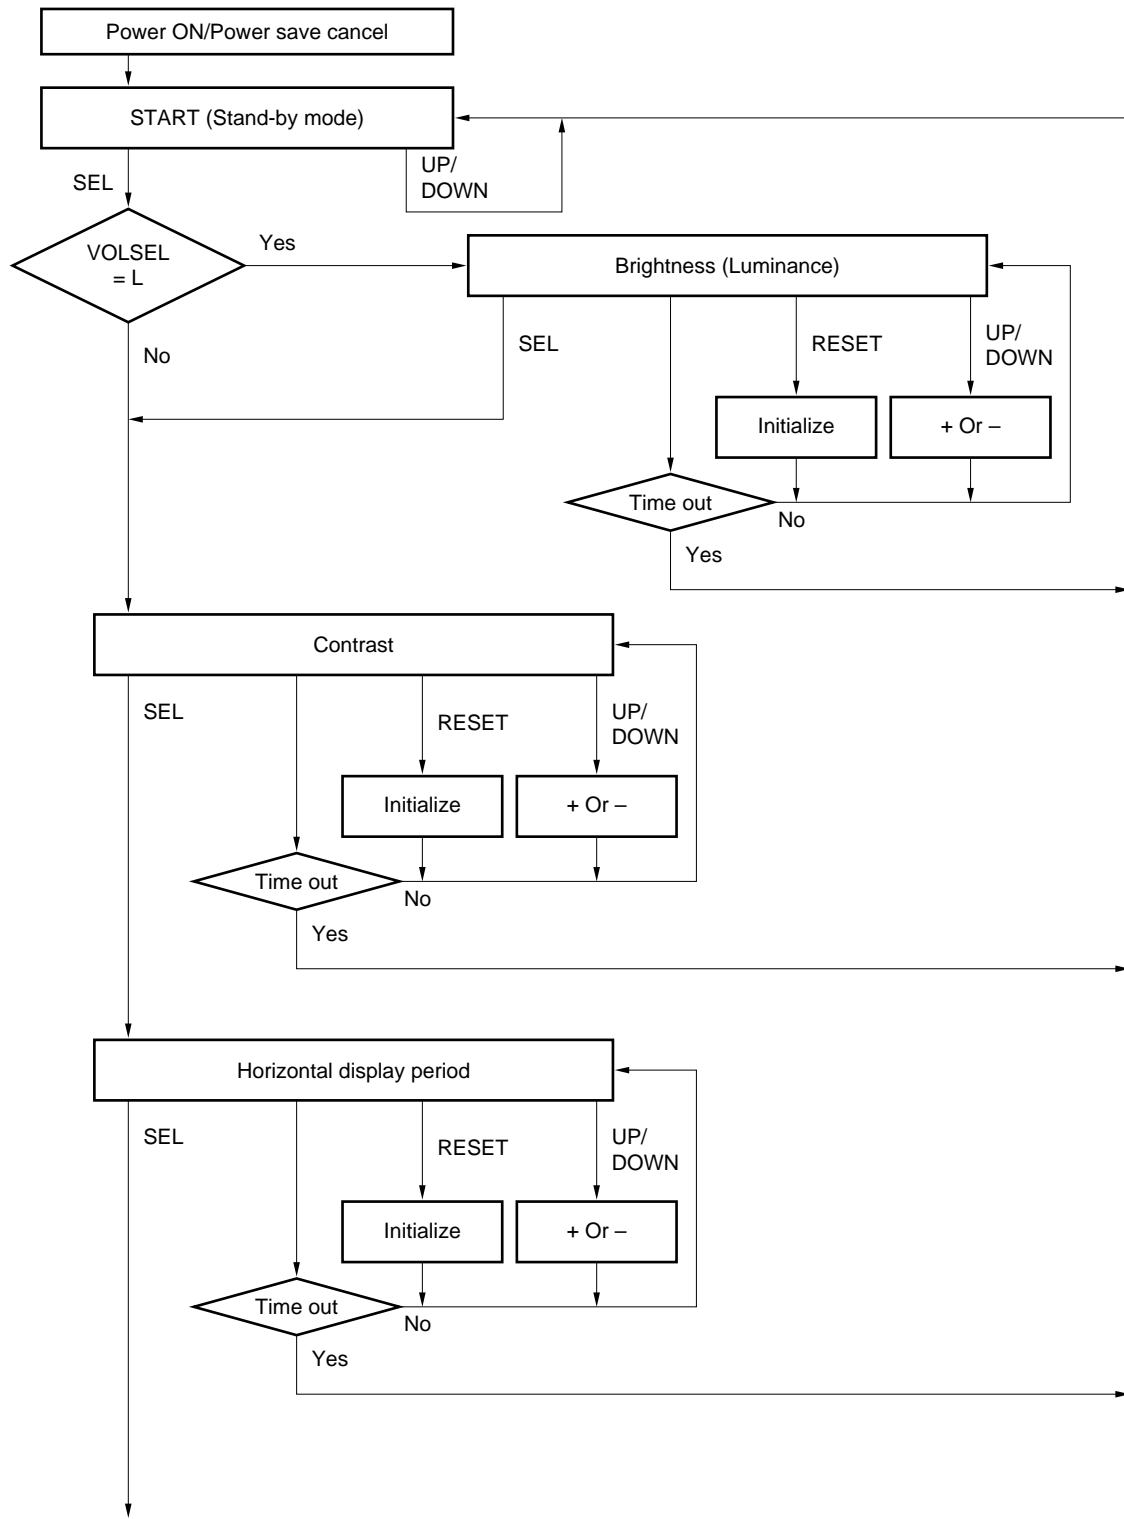 Power ON/Power save cancel
START (Stand-by mode)
UP/
DOWN
SEL
VOLSEL
= L
Yes
No
Brightness (Luminance)
SEL
RESET
UP/
DOWN
Initialize
+ Or –
Time out
No
Yes
Contrast
SEL
RESET
UP/
DOWN
Initialize
+ Or –
Time out
No
Yes
Horizontal display period
SEL
RESET
UP/
DOWN
Initialize
+ Or –
Time out
No
Yes